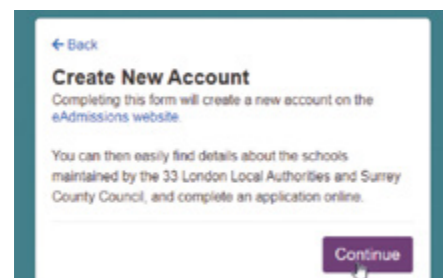 ← Back
Create New Account
Completing this form will create a new account on the
eAdmissions website.
You can then easily find details about the schools
maintained by the 33 London Local Authorities and Surrey
County Council, and complete an application online.
Continue